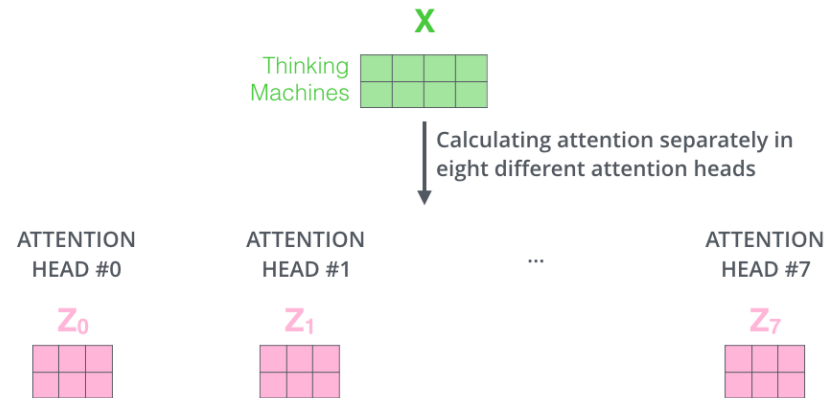 X
Thinking
Machines
Calculating attention separately in
eight different attention heads
ATTENTION
HEAD #0
ATTENTION
HEAD #1
...
ATTENTION
HEAD #7
Z0
Z1
Z7